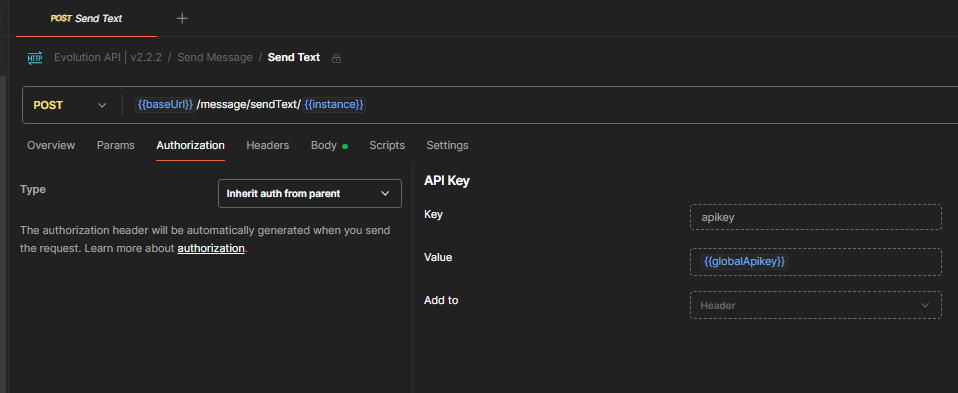 POST Send Text
HTTP Evolution API | v2.2.2 / Send Message / Send Text
POST {{baseUrl}} /message/sendText/ {{instance}}
Overview Params Authorization Headers Body Scripts Settings
Type Inherit auth from parent
The authorization header will be automatically generated when you send
the request. Learn more about authorization.
API Key
Key apikey
Value {{globalApikey}}
Add to Header